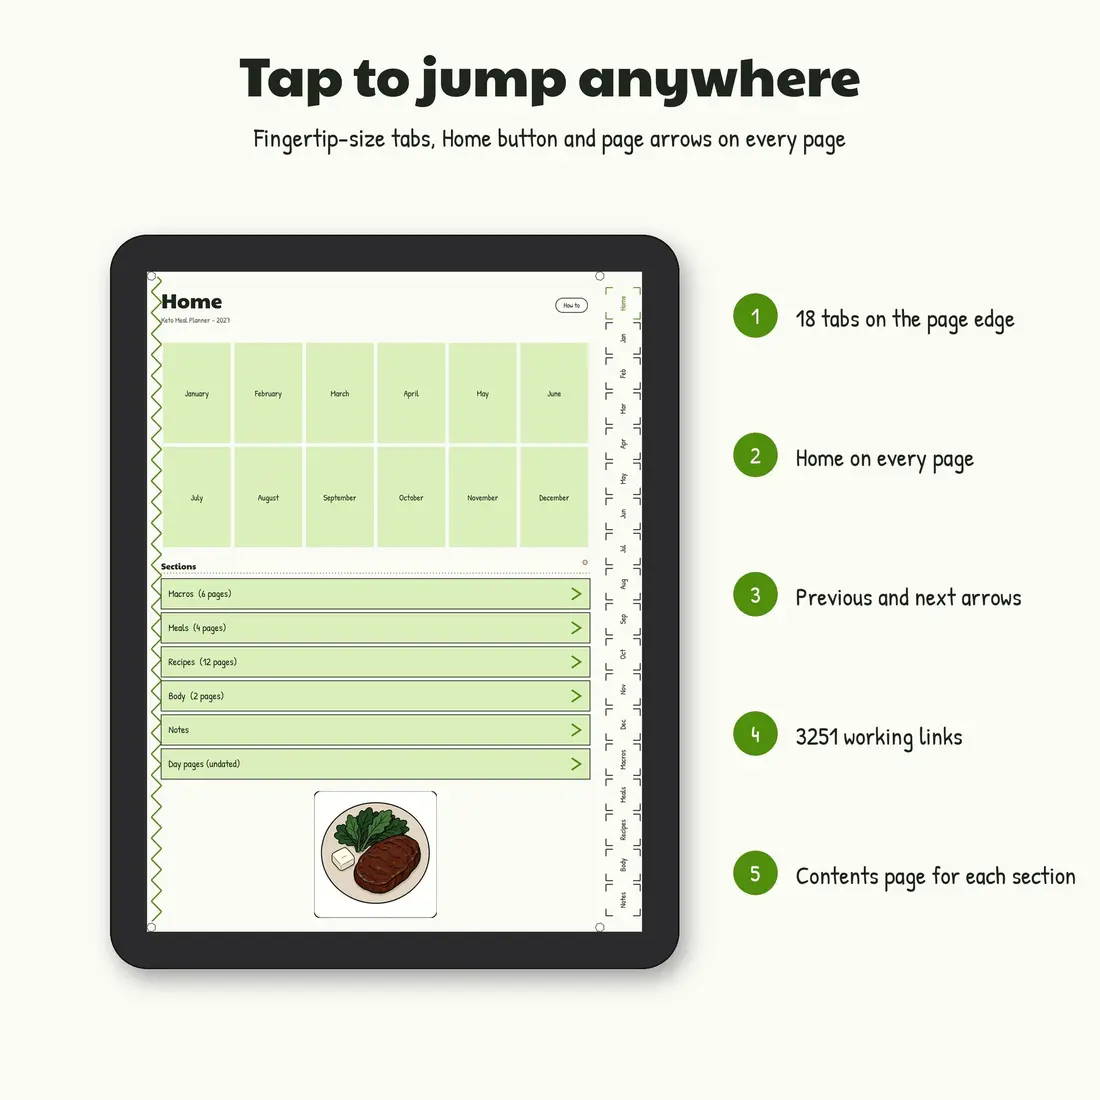 Tap to jump anywhere
Fingertip-size tabs, Home button and page arrows on every page
Home
Keto Meal Planner - 2027
How to
January
February
March
April
May
June
July
August
September
October
November
December
Sections
Macros (6 pages)
Meals (4 pages)
Recipes (12 pages)
Body (2 pages)
Notes
Day pages (undated)
Home
Jan
Feb
Mar
Apr
May
Jun
Jul
Aug
Sep
Oct
Nov
Dec
Macros
Meals
Recipes
Body
Notes
1 18 tabs on the page edge
2 Home on every page
3 Previous and next arrows
4 3251 working links
5 Contents page for each section